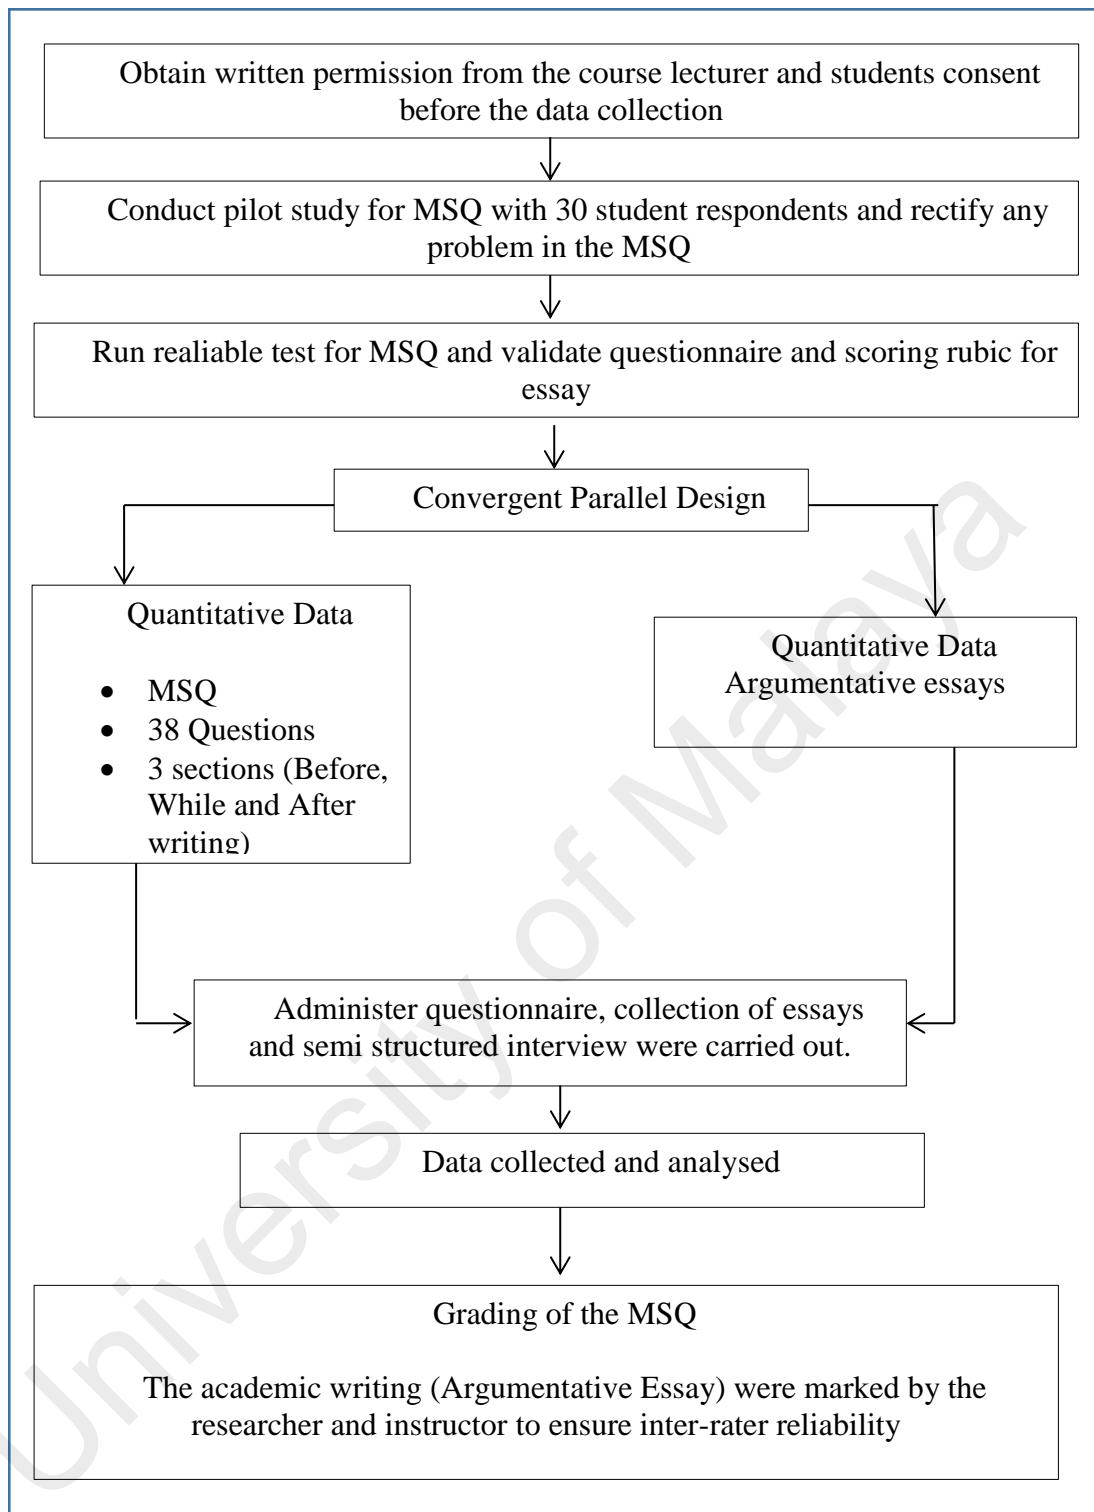 Obtain written permission from the course lecturer and students consent
before the data collection
Conduct pilot study for MSQ with 30 student respondents and rectify any
problem in the MSQ
Run realiable test for MSQ and validate questionnaire and scoring rubic for
essay
Convergent Parallel Design
Quantitative Data
• MSQ
• 38 Questions
• 3 sections (Before,
While and After
writing)
Quantitative Data
Argumentative essays
Administer questionnaire, collection of essays
and semi structured interview were carried out.
Data collected and analysed
Grading of the MSQ
The academic writing (Argumentative Essay) were marked by the
researcher and instructor to ensure inter-rater reliability
University of Malaya